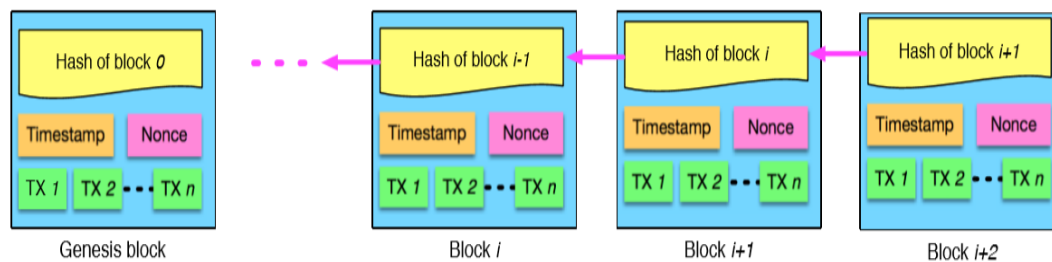 Hash of block 0
Timestamp
Nonce
TX 1
TX 2
TX n
Genesis block
Hash of block i-1
Timestamp
Nonce
TX 1
TX 2
TX n
Block i
Hash of block i
Timestamp
Nonce
TX 1
TX 2
TX n
Block i+1
Hash of block i+1
Timestamp
Nonce
TX 1
TX 2
TX n
Block i+2